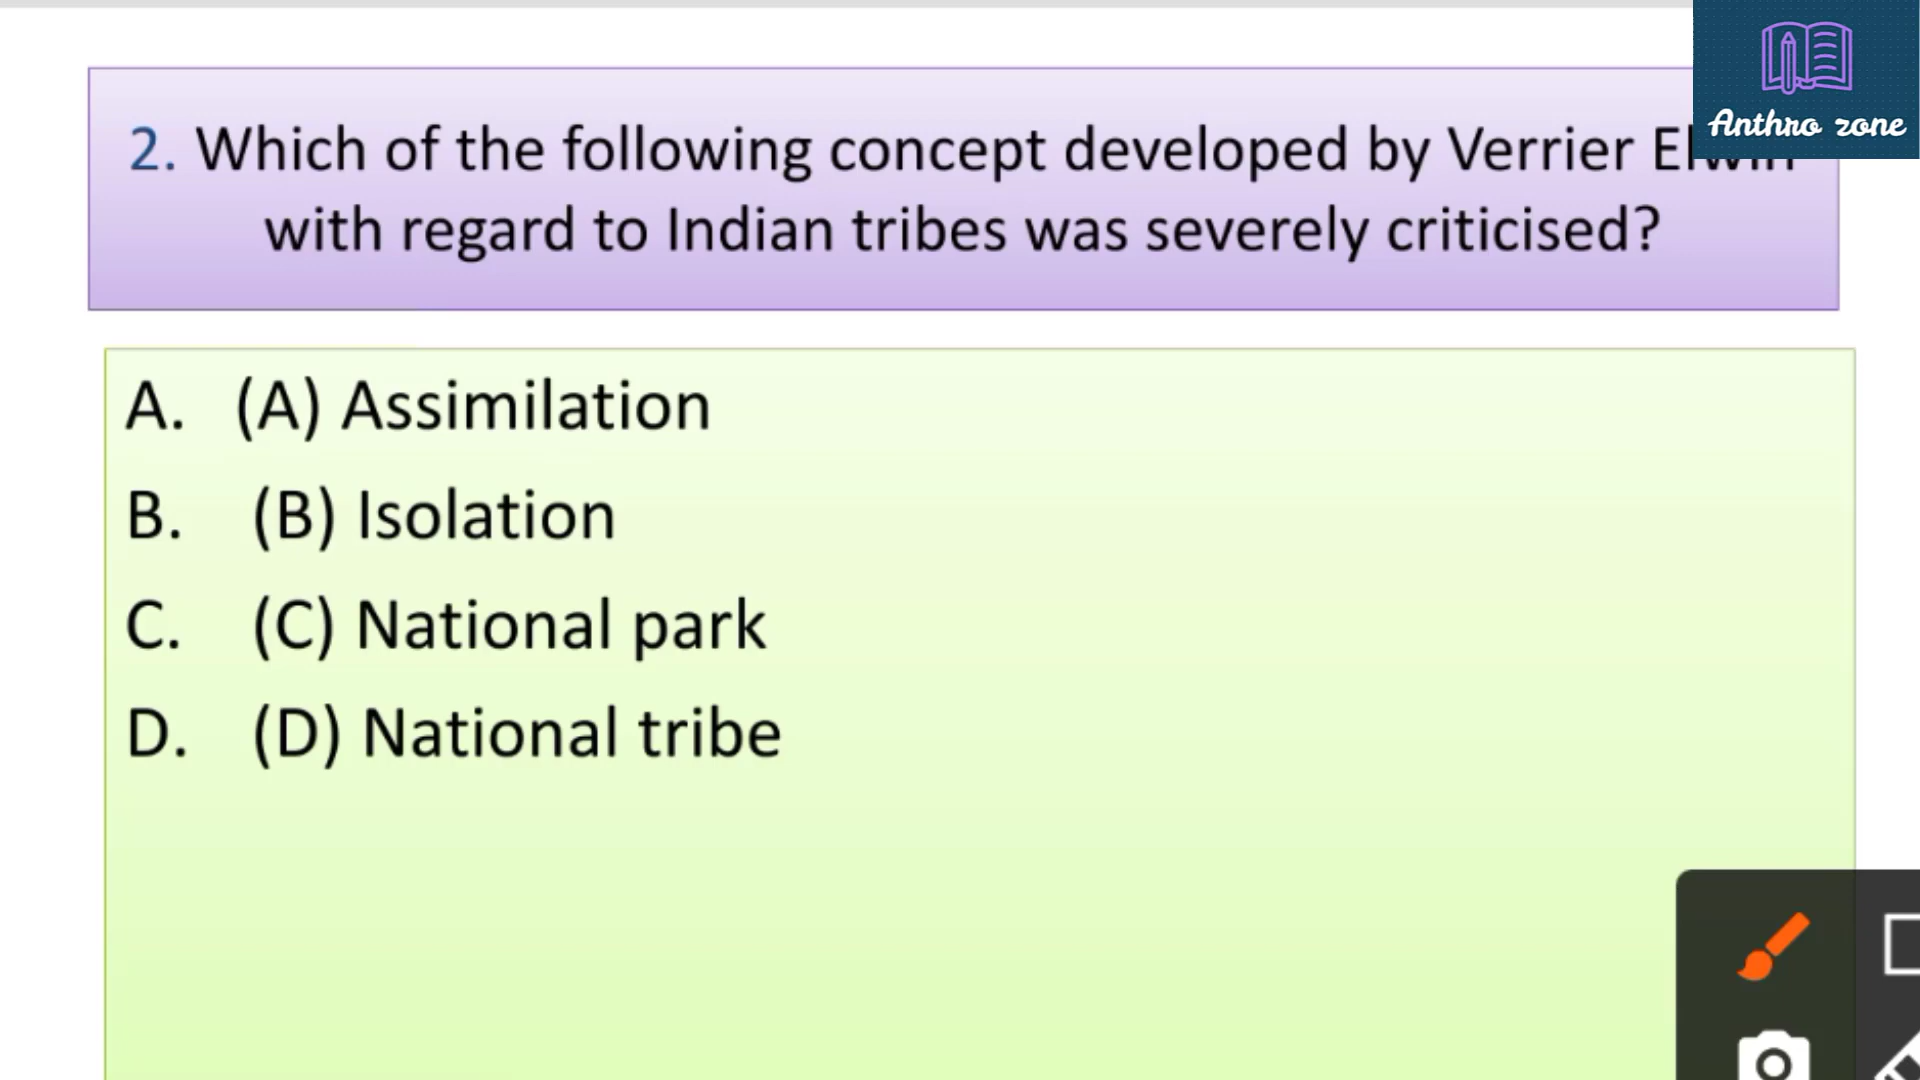 Anthro zone
2. Which of the following concept developed by Verrier Elwin
with regard to Indian tribes was severely criticised?
A. (A) Assimilation
B. (B) Isolation
C. (C) National park
D. (D) National tribe